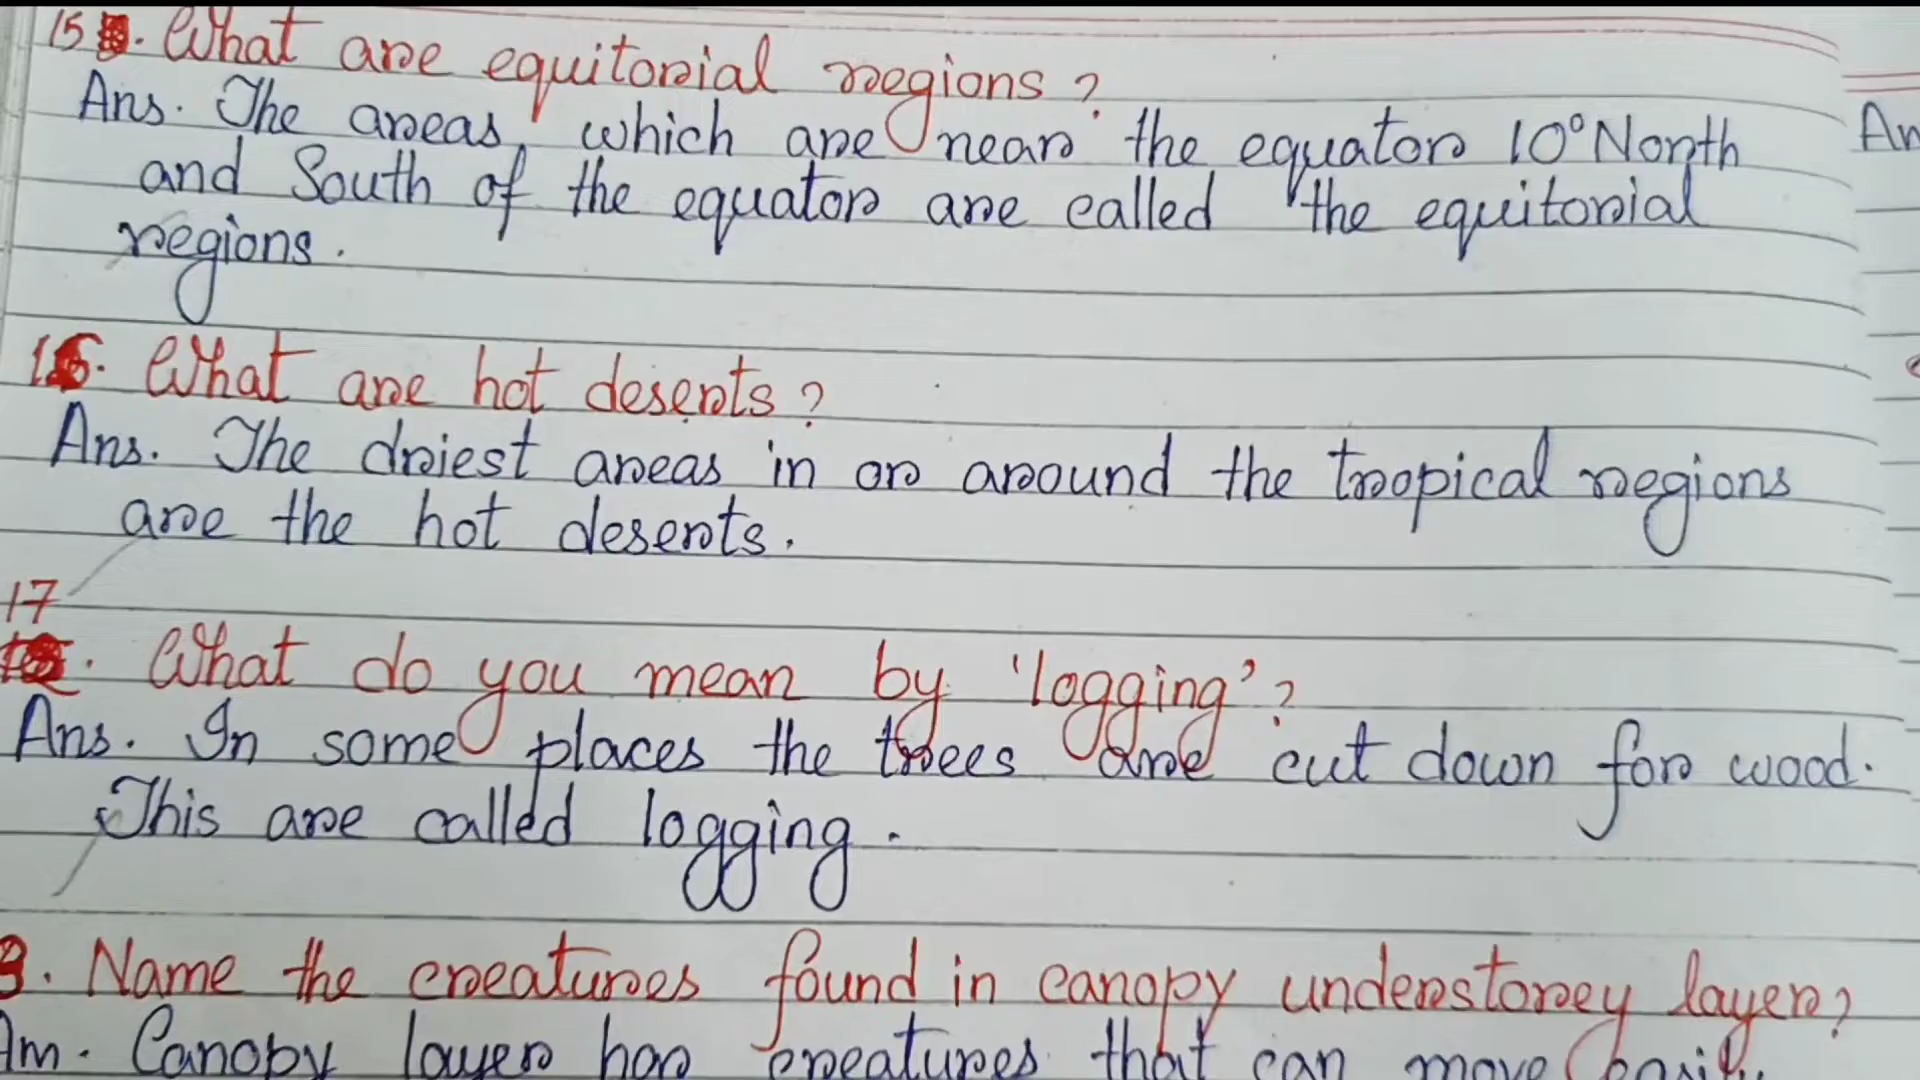 15. What are equitorial regions?
Ans. The areas which are near the equator 10° North
An
and South of the equator are called the equitorial
regions.
16. What are hot deserts?
Ans. The driest areas in or around the tropical regions
are the hot deserts.
17
. What do you mean by 'logging'?
Ans. In some places the trees are cut down for wood.
This are called logging.
. Name the creatures found in canopy understorey layer?
Canopy layer has creatures that can move easily